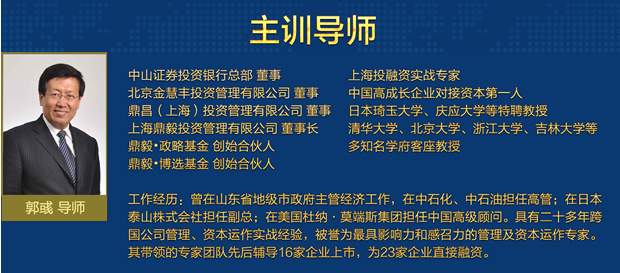 主训导师
中山证券投资银行总部 董事
北京金慧丰投资管理有限公司 董事
鼎昌（上海）投资管理有限公司 董事
上海鼎毅投资管理有限公司 董事长
鼎毅·政略基金 创始合伙人
鼎毅·博选基金 创始合伙人
上海投融资实战专家
中国高成长企业对接资本第一人
日本琦玉大学、庆应大学等特聘教授
清华大学、北京大学、浙江大学、吉林大学等
多知名学府客座教授
郭彧 导师
工作经历：曾在山东省地级市政府主管经济工作，在中石化、中石油担任高管；在日本
泰山株式会社担任副总；在美国杜纳·莫端斯集团担任中国高级顾问。具有二十多年跨
国公司管理、资本运作实战经验，被誉为最具影响力和感召力的管理及资本运作专家。
其带领的专家团队先后辅导16家企业上市，为23家企业直接融资。